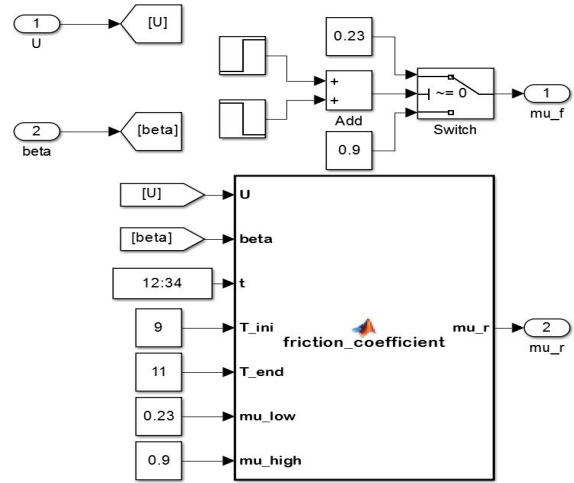 1
U
[U]
2
beta
[beta]
0.23
+
+
Add
0.9
~= 0
Switch
1
mu_f
[U]
U
[beta]
beta
12:34
t
9
T_ini
11
T_end
0.23
mu_low
0.9
mu_high
friction_coefficient
mu_r
2
mu_r